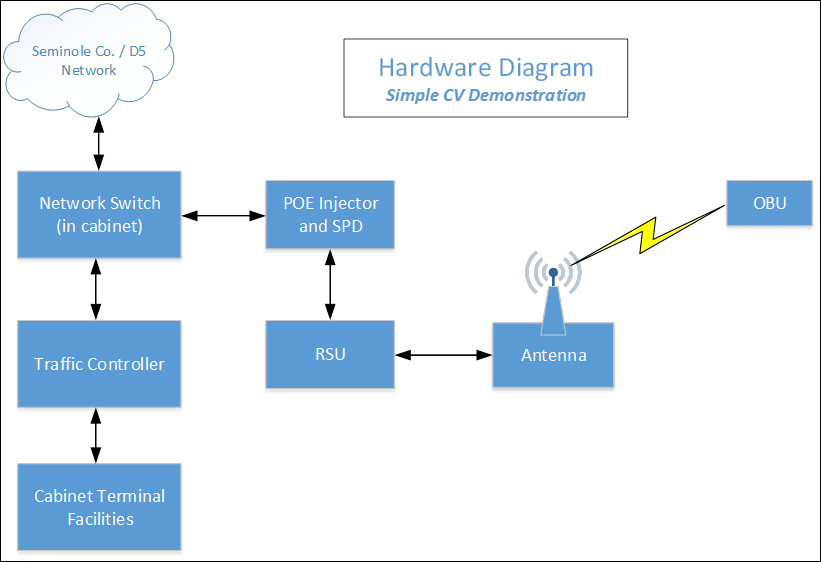 Seminole Co. / D5
Network
Hardware Diagram
Simple CV Demonstration
Network Switch
(in cabinet)
POE Injector
and SPD
OBU
Traffic Controller
RSU
Antenna
Cabinet Terminal
Facilities